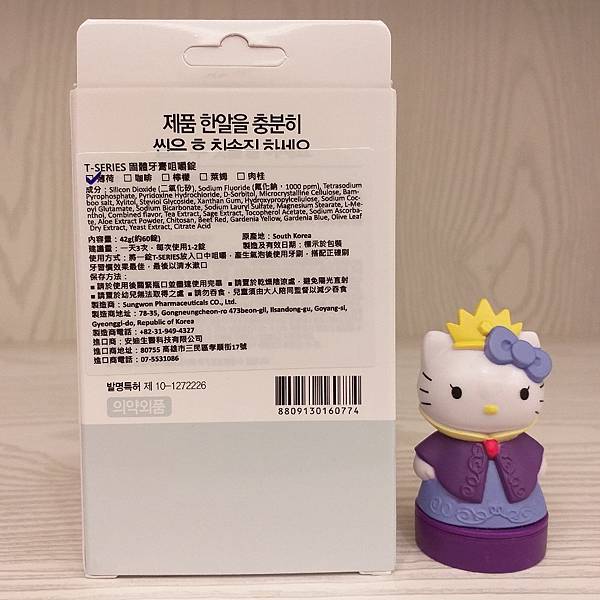 제품 한알을 충분히
씹은 후 칫솔질 하세요
T-SERIES 固體牙膏咀嚼錠
☑薄荷 □咖啡 □檸檬 □萊姆 □肉桂
成分：Silicon Dioxide (二氧化矽), Sodium Fluoride (氟化鈉，1000 ppm), Tetrasodium
Pyrophosphate, Pyridoxine Hydrochloride, D-Sorbitol, Microcrystalline Cellulose, Bam-
boo salt, Xylitol, Steviol Glycoside, Xanthan Gum, Hydroxypropylcellulose, Sodium Coc-
oyl Glutamate, Sodium Bicarbonate, Sodium Lauryl Sulfate, Magnesium Stearate, L-Me-
nthol, Combined flavor, Tea Extract, Sage Extract, Tocopherol Acetate, Sodium Ascorba-
te, Aloe Extract Powder, Chitosan, Beet Red, Gardenia Yellow, Gardenia Blue, Olive Leaf
Dry Extract, Yeast Extract, Citrate Acid
內容量：42g(約60錠) 原產地：South Korea
建議量：一天3次，每次使用1-2錠 製造及有效日期：標示於包裝
使用方式：將一錠T-SERIES放入口中咀嚼，產生氣泡後使用牙刷，搭配正確刷
牙習慣效果最佳，最後以清水漱口
保存方法：
■ 請於使用後關緊瓶口並儘速使用 ■ 請置於乾燥陰涼處，避免陽光直射
■ 請置於幼兒無法取得之處 ■ 請勿吞食，兒童須由大人陪同監督以減少吞食
製造商：Sungwon Pharmaceuticals CO., Ltd.
製造商地址：78-35, Gongneungcheon-ro 473beon-gil, Ilsandong-gu, Goyang-si,
Gyeonggi-do, Republic of Korea
製造商電話：+82-31-949-4327
進口商：安迪生醫科技有限公司
進口商地址：80755 高雄市三民區孝順街17號
進口商電話：07-5531086
발명특허 제 10-1272226
의약외품
8809130160774